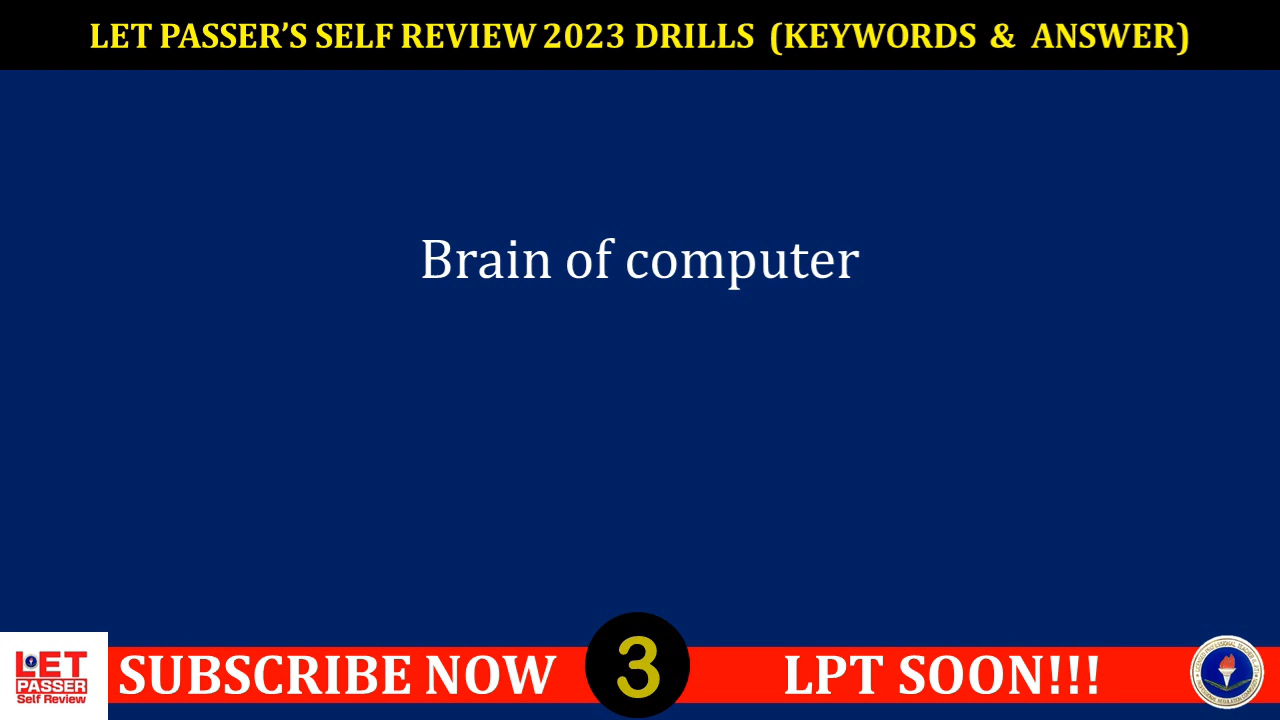 LET PASSER’S SELF REVIEW 2023 DRILLS (KEYWORDS & ANSWER)
Brain of computer
LET
PASSER
Self Review
SUBSCRIBE NOW
3
LPT SOON!!!